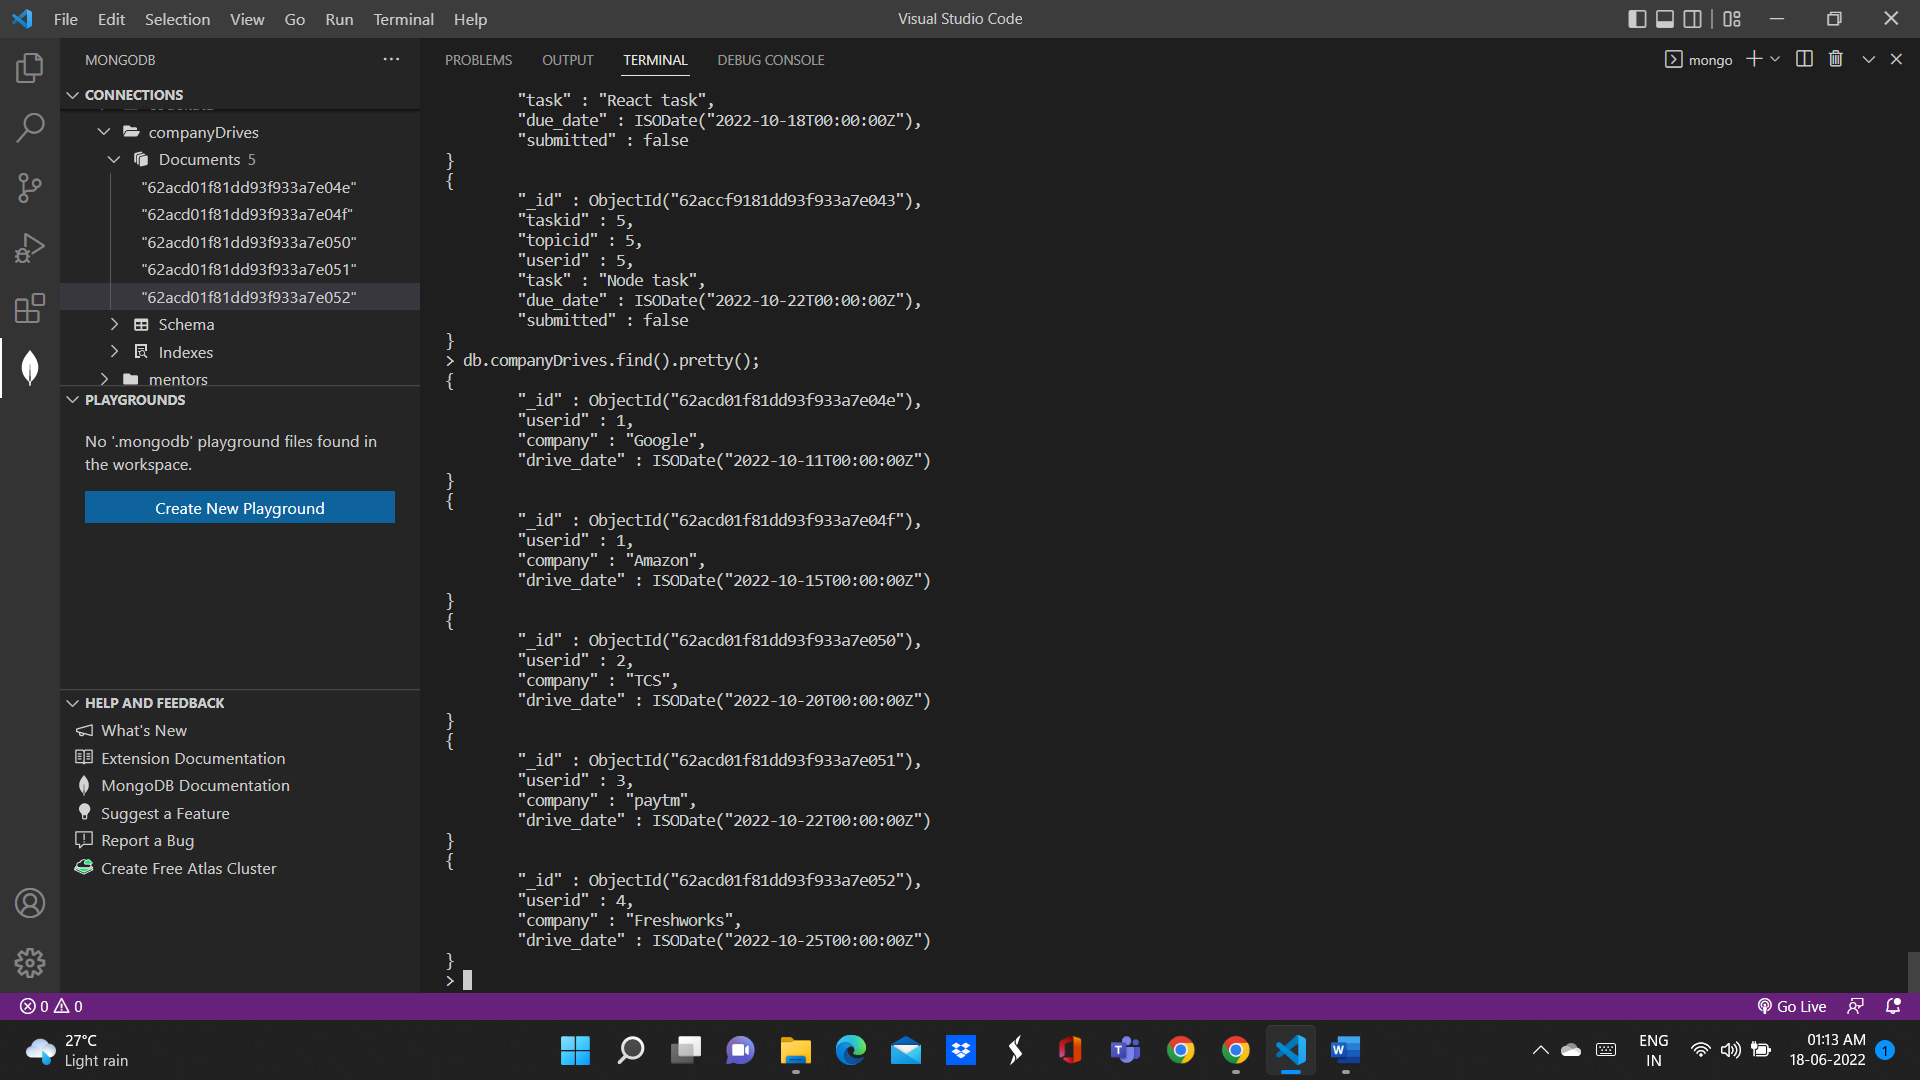 File Edit Selection View Go Run Terminal Help
Visual Studio Code
MONGODB
CONNECTIONS
companyDrives
Documents 5
"62acd01f81dd93f933a7e04e"
"62acd01f81dd93f933a7e04f"
"62acd01f81dd93f933a7e050"
"62acd01f81dd93f933a7e051"
"62acd01f81dd93f933a7e052"
Schema
Indexes
mentors
PLAYGROUNDS
No '.mongodb' playground files found in
the workspace.
Create New Playground
HELP AND FEEDBACK
What's New
Extension Documentation
MongoDB Documentation
Suggest a Feature
Report a Bug
Create Free Atlas Cluster
PROBLEMS OUTPUT TERMINAL DEBUG CONSOLE
mongo
"task" : "React task",
"due_date" : ISODate("2022-10-18T00:00:00Z"),
"submitted" : false
}
{
"_id" : ObjectId("62accf9181dd93f933a7e043"),
"taskid" : 5,
"topicid" : 5,
"userid" : 5,
"task" : "Node task",
"due_date" : ISODate("2022-10-22T00:00:00Z"),
"submitted" : false
}
> db.companyDrives.find().pretty();
{
"_id" : ObjectId("62acd01f81dd93f933a7e04e"),
"userid" : 1,
"company" : "Google",
"drive_date" : ISODate("2022-10-11T00:00:00Z")
}
{
"_id" : ObjectId("62acd01f81dd93f933a7e04f"),
"userid" : 1,
"company" : "Amazon",
"drive_date" : ISODate("2022-10-15T00:00:00Z")
}
{
"_id" : ObjectId("62acd01f81dd93f933a7e050"),
"userid" : 2,
"company" : "TCS",
"drive_date" : ISODate("2022-10-20T00:00:00Z")
}
{
"_id" : ObjectId("62acd01f81dd93f933a7e051"),
"userid" : 3,
"company" : "paytm",
"drive_date" : ISODate("2022-10-22T00:00:00Z")
}
{
"_id" : ObjectId("62acd01f81dd93f933a7e052"),
"userid" : 4,
"company" : "Freshworks",
"drive_date" : ISODate("2022-10-25T00:00:00Z")
}
>
0 0
Go Live
27°C
Light rain
ENG
IN
01:13 AM
18-06-2022
1